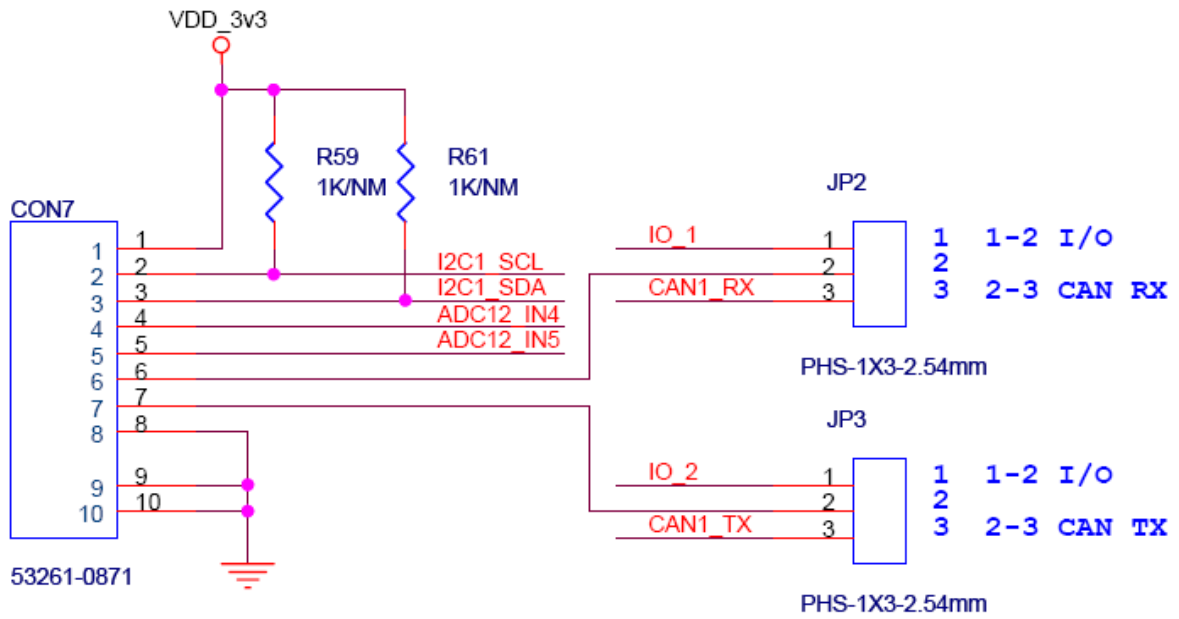 VDD_3v3
R59
1K/NM
R61
1K/NM
CON7
1 1
2 2
3 3
4 4
5 5
6 6
7 7
8 8
9 9
10 10
53261-0871
I2C1_SCL
I2C1_SDA
ADC12_IN4
ADC12_IN5
JP2
IO_1 1
2
CAN1_RX 3
1 1-2 I/O
2
3 2-3 CAN RX
PHS-1X3-2.54mm
JP3
IO_2 1
2
CAN1_TX 3
1 1-2 I/O
2
3 2-3 CAN TX
PHS-1X3-2.54mm